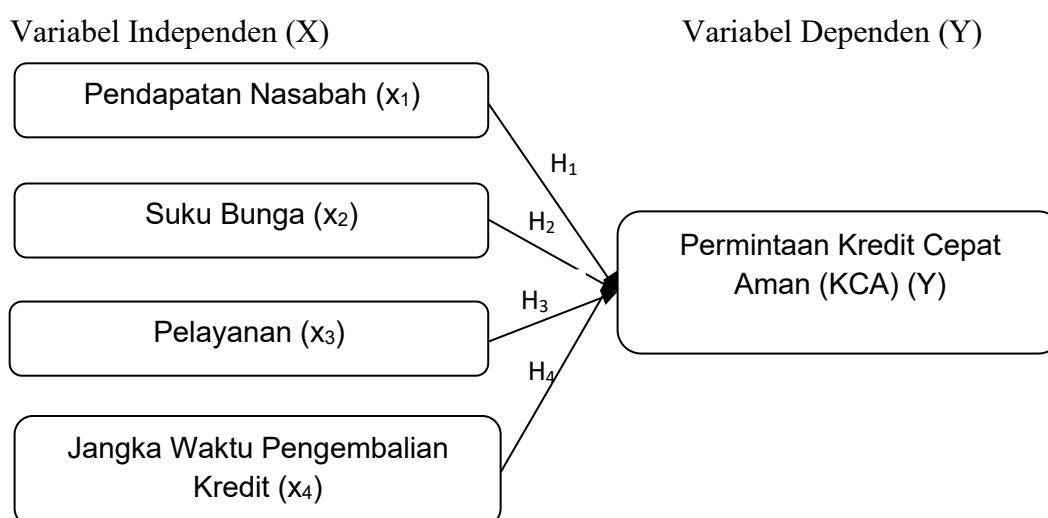 Variabel Independen (X)
Variabel Dependen (Y)
Pendapatan Nasabah (x₁)
H₁
Suku Bunga (x₂)
H₂
Permintaan Kredit Cepat
Aman (KCA) (Y)
Pelayanan (x₃)
H₃
H₄
Jangka Waktu Pengembalian
Kredit (x₄)